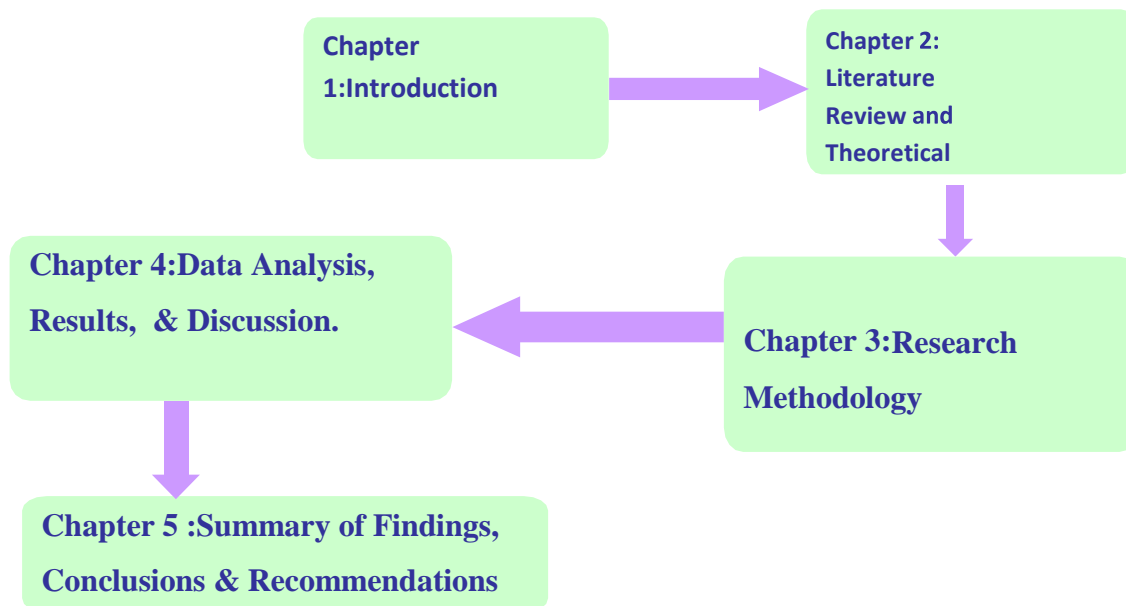 Chapter
1:Introduction
Chapter 2:
Literature
Review and
Theoretical
Chapter 3:Research
Methodology
Chapter 4:Data Analysis,
Results,  & Discussion.
Chapter 5 :Summary of Findings,
Conclusions & Recommendations